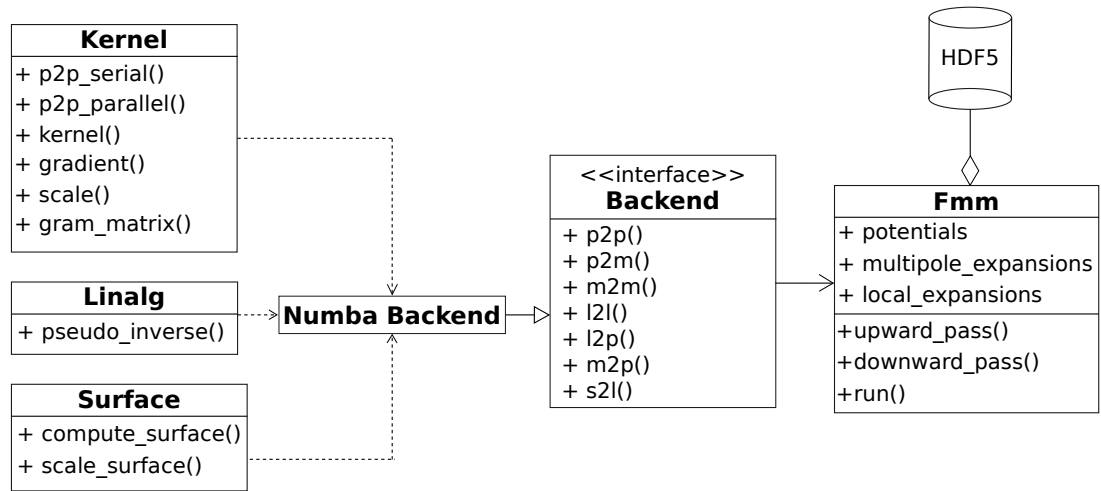 Kernel
+ p2p_serial()
+ p2p_parallel()
+ kernel()
+ gradient()
+ scale()
+ gram_matrix()
Linalg
+ pseudo_inverse()
Surface
+ compute_surface()
+ scale_surface()
Numba Backend
<<interface>>
Backend
+ p2p()
+ p2m()
+ m2m()
+ l2l()
+ l2p()
+ m2p()
+ s2l()
HDF5
Fmm
+ potentials
+ multipole_expansions
+ local_expansions
+upward_pass()
+downward_pass()
+run()